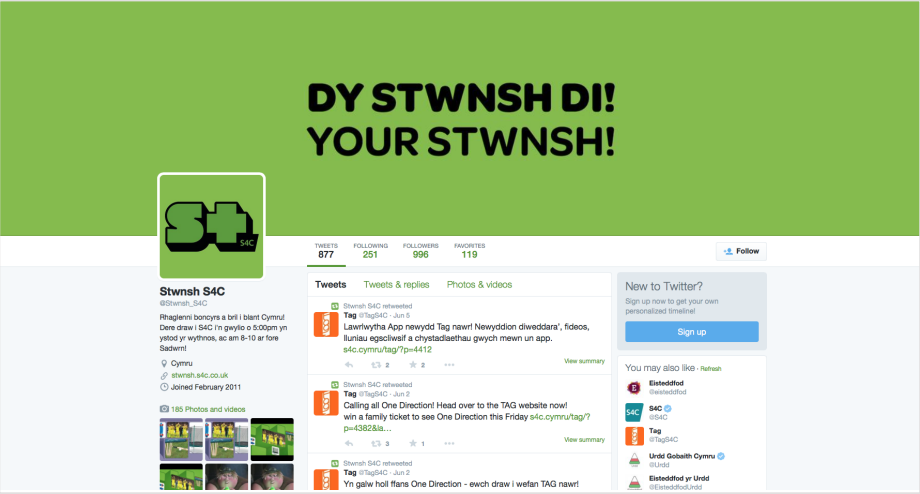 DY STWNSH DI!
YOUR STWNSH!
st
S4C
TWEETS
877
FOLLOWING
251
FOLLOWERS
996
FAVORITES
119
Follow
Stwnsh S4C
@Stwnsh_S4C
Rhaglenni boncyrs a bril i blant Cymru!
Dere draw i S4C i'n gwylio o 5:00pm yn
ystod yr wythnos, ac am 8-10 ar fore
Sadwrn!
Cymru
stwnsh.s4c.co.uk
Joined February 2011
185 Photos and videos
Tweets
Tweets & replies
Photos & videos
Stwnsh S4C retweeted
Tag @TagS4C · Jun 5
Lawrlwytha App newydd Tag nawr! Newyddion diweddara', fideos,
lluniau egscliwsif a chystadlaethau gwych mewn un app.
s4c.cymru/tag/?p=4412
2
2
View summary
Stwnsh S4C retweeted
Tag @TagS4C · Jun 2
Calling all One Direction! Head over to the TAG website now!
win a family ticket to see One Direction this Friday s4c.cymru/tag/?
p=4382&la…
3
1
View summary
Stwnsh S4C retweeted
Tag @TagS4C · Jun 2
Yn galw holl ffans One Direction - ewch draw i wefan TAG nawr!
New to Twitter?
Sign up now to get your own
personalized timeline!
Sign up
You may also like · Refresh
Eisteddfod
@eisteddfod
S4C
@S4C
Tag
@TagS4C
Urdd Gobaith Cymru
@Urdd
Eisteddfod yr Urdd
@EisteddfodUrdd